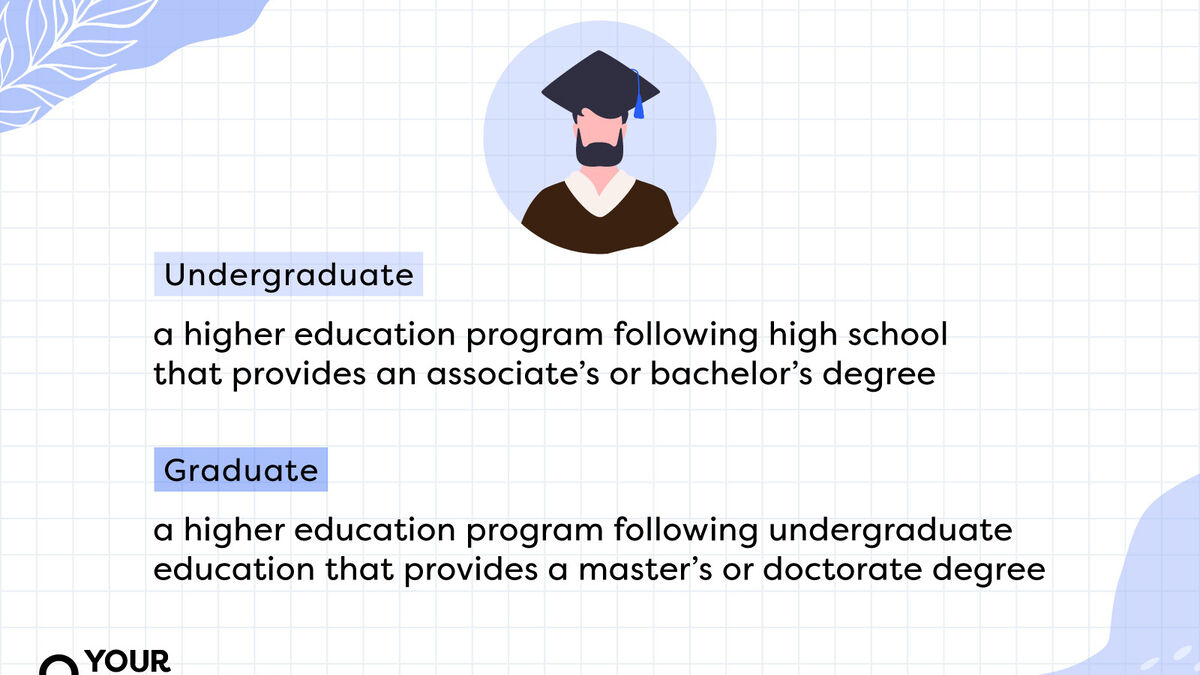 Undergraduate
a higher education program following high school
that provides an associate’s or bachelor’s degree
Graduate
a higher education program following undergraduate
education that provides a master’s or doctorate degree
YOUR